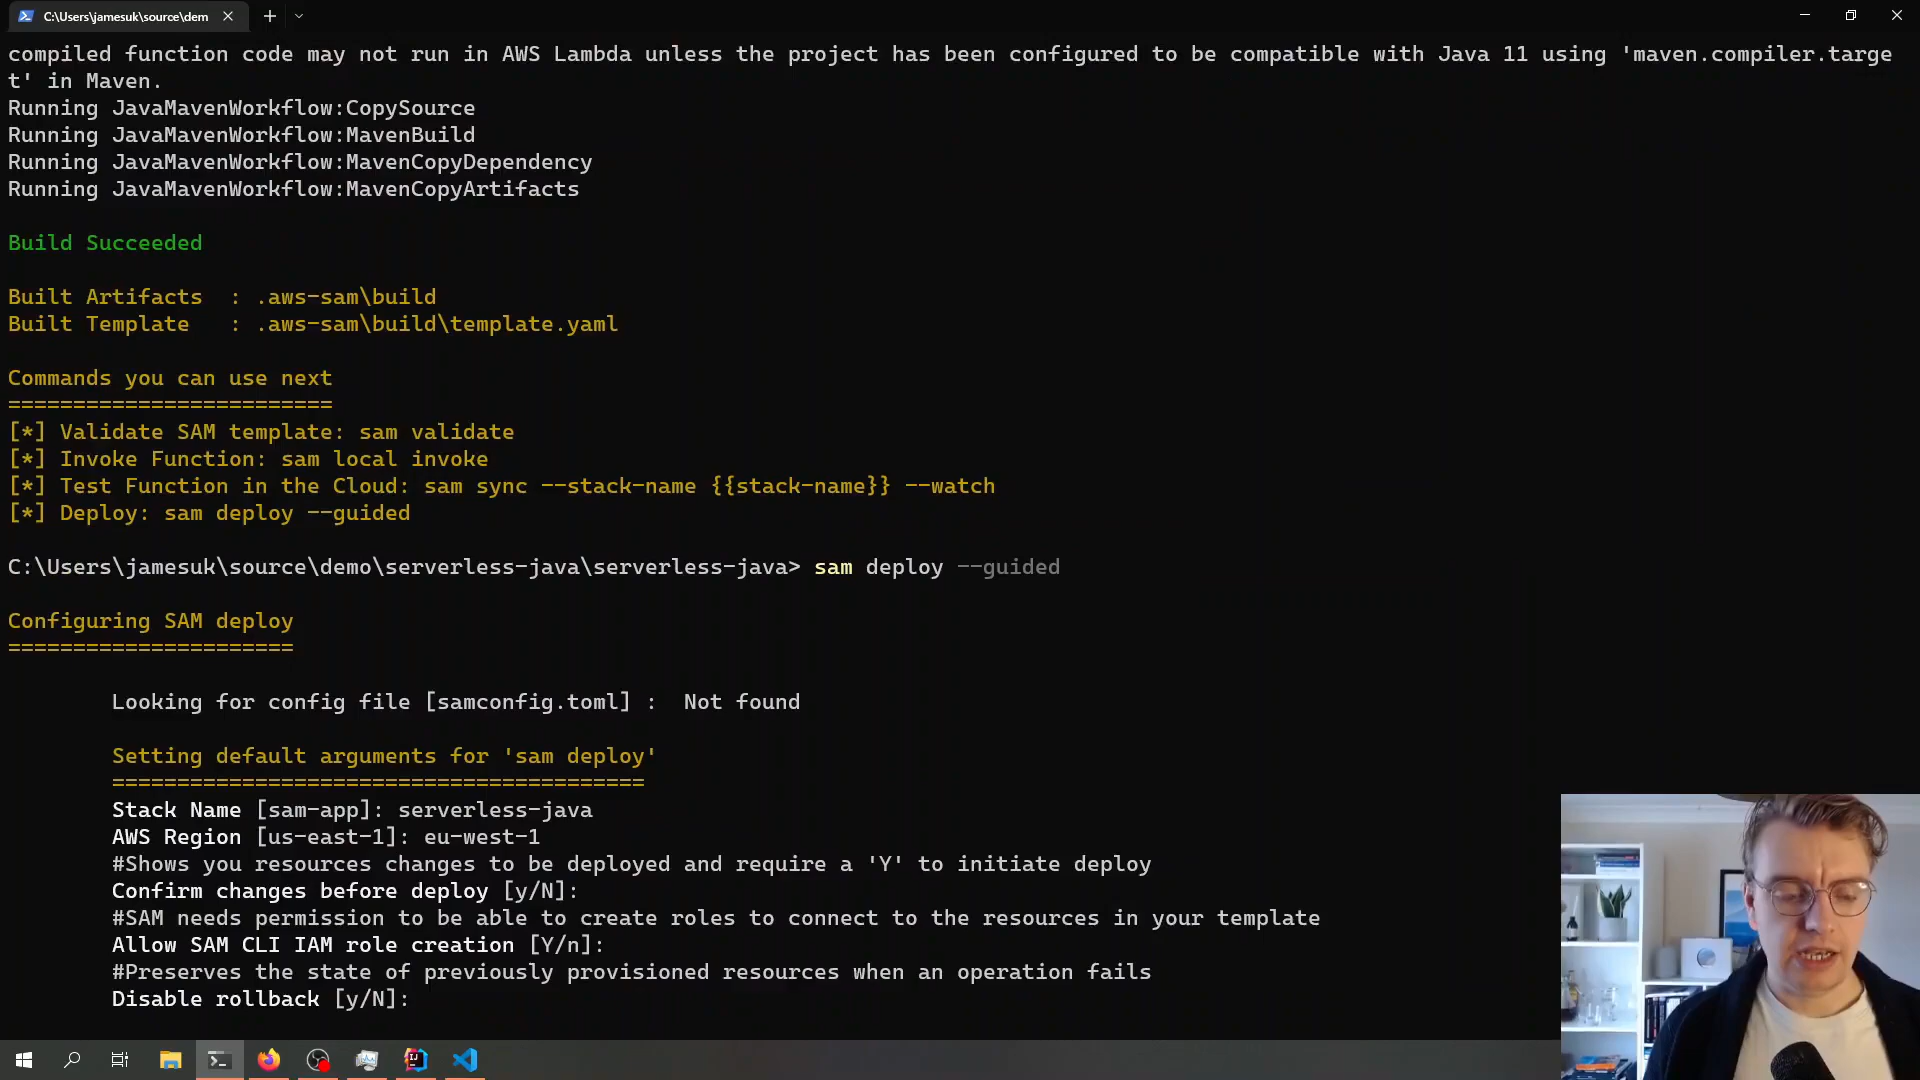 C:\Users\jamesuk\source\dem
compiled function code may not run in AWS Lambda unless the project has been configured to be compatible with Java 11 using 'maven.compiler.targe
t' in Maven.
Running JavaMavenWorkflow:CopySource
Running JavaMavenWorkflow:MavenBuild
Running JavaMavenWorkflow:MavenCopyDependency
Running JavaMavenWorkflow:MavenCopyArtifacts
Build Succeeded
Built Artifacts  : .aws-sam\build
Built Template   : .aws-sam\build\template.yaml
Commands you can use next
=========================
[*] Validate SAM template: sam validate
[*] Invoke Function: sam local invoke
[*] Test Function in the Cloud: sam sync --stack-name {{stack-name}} --watch
[*] Deploy: sam deploy --guided
C:\Users\jamesuk\source\demo\serverless-java\serverless-java> sam deploy --guided
Configuring SAM deploy
======================
Looking for config file [samconfig.toml] :  Not found
Setting default arguments for 'sam deploy'
=========================================
Stack Name [sam-app]: serverless-java
AWS Region [us-east-1]: eu-west-1
#Shows you resources changes to be deployed and require a 'Y' to initiate deploy
Confirm changes before deploy [y/N]:
#SAM needs permission to be able to create roles to connect to the resources in your template
Allow SAM CLI IAM role creation [Y/n]:
#Preserves the state of previously provisioned resources when an operation fails
Disable rollback [y/N]: